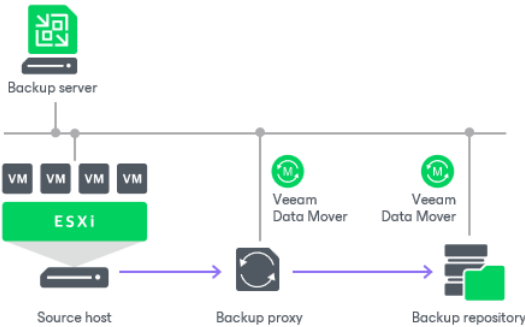 Backup server
VM VM VM VM
ESXi
M
Veeam
Data Mover
M
Veeam
Data Mover
Source host
Backup proxy
Backup repository